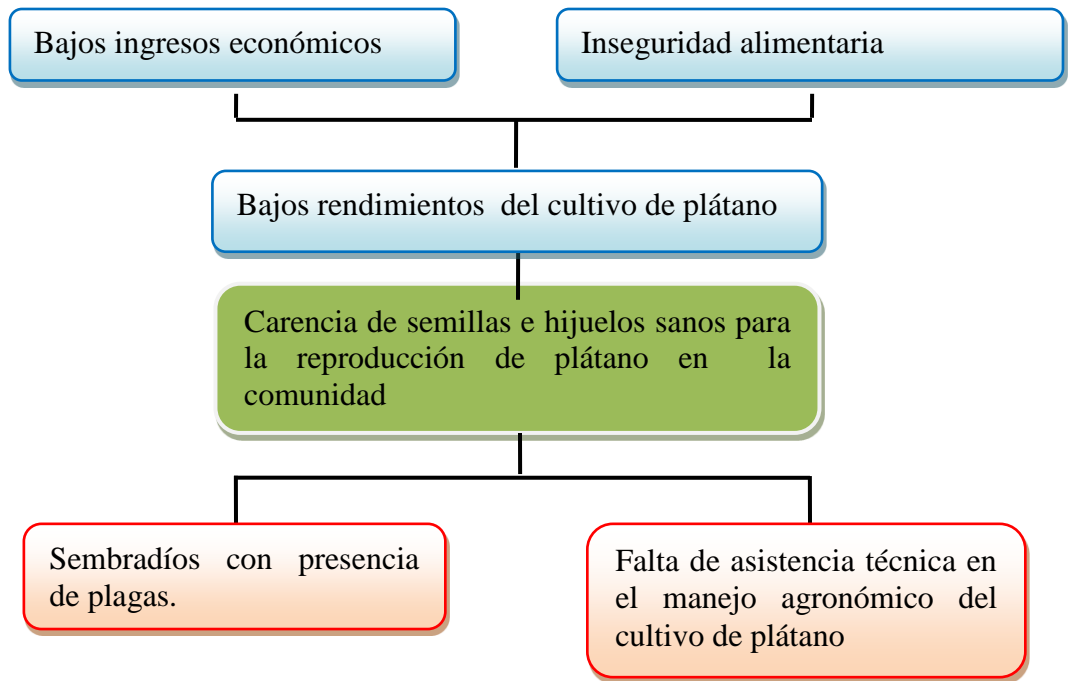 Bajos ingresos económicos
Inseguridad alimentaria
Bajos rendimientos del cultivo de plátano
Carencia de semillas e hijuelos sanos para
la reproducción de plátano en la
comunidad
Sembradíos con presencia
de plagas.
Falta de asistencia técnica en
el manejo agronómico del
cultivo de plátano